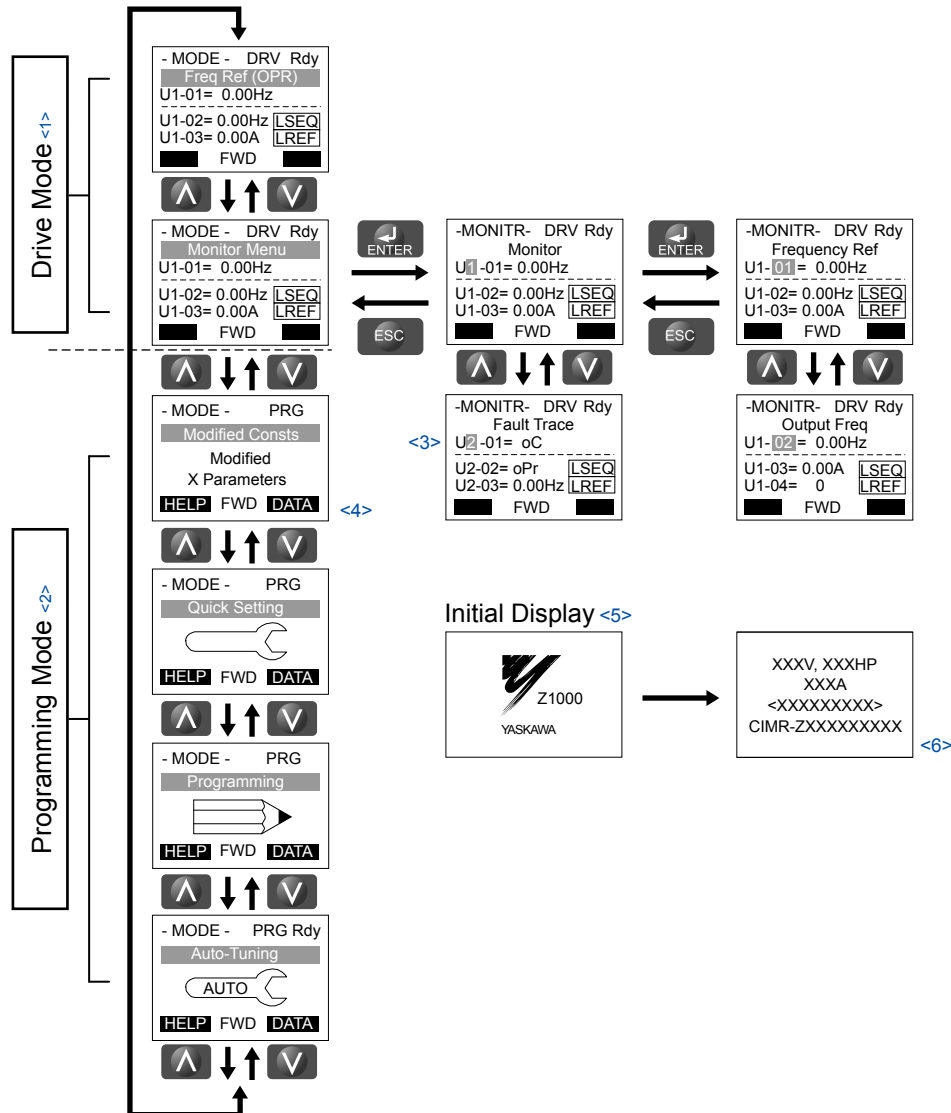 Drive Mode <1>
- MODE - DRV Rdy
Freq Ref (OPR)
U1-01= 0.00Hz
U1-02= 0.00Hz LSEQ
U1-03= 0.00A LREF
FWD
- MODE - DRV Rdy
Monitor Menu
U1-01= 0.00Hz
U1-02= 0.00Hz LSEQ
U1-03= 0.00A LREF
FWD
ENTER
ESC
-MONITR- DRV Rdy
Monitor
U1-01= 0.00Hz
U1-02= 0.00Hz LSEQ
U1-03= 0.00A LREF
FWD
ENTER
ESC
-MONITR- DRV Rdy
Frequency Ref
U1-01= 0.00Hz
U1-02= 0.00Hz LSEQ
U1-03= 0.00A LREF
FWD
<3>
-MONITR- DRV Rdy
Fault Trace
U2-01= oC
U2-02= oPr LSEQ
U2-03= 0.00Hz LREF
FWD
-MONITR- DRV Rdy
Output Freq
U1-02= 0.00Hz
U1-03= 0.00A LSEQ
U1-04= 0 LREF
FWD
Programming Mode <2>
- MODE - PRG
Modified Consts
Modified
X Parameters
HELP FWD DATA
<4>
- MODE - PRG
Quick Setting
HELP FWD DATA
- MODE - PRG
Programming
HELP FWD DATA
- MODE - PRG Rdy
Auto-Tuning
AUTO
HELP FWD DATA
Initial Display <5>
Z1000
YASKAWA
XXXV, XXXHP
XXXA
<XXXXXXXXX>
CIMR-ZXXXXXXXXX
<6>